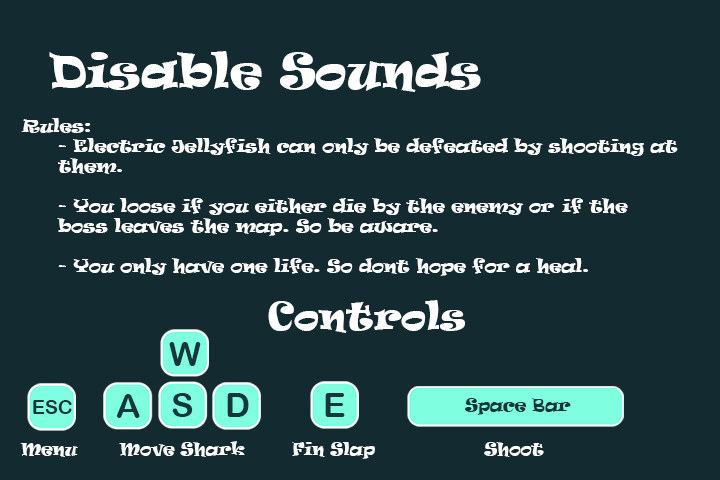 Disable Sounds
Rules:
- Electric Jellyfish can only be defeated by shooting at
them.
- You loose if you either die by the enemy or if the
boss leaves the map. So be aware.
- You only have one life. So dont hope for a heal.
Controls
W
ESC A S D E Space Bar
Menu Move Shark Fin Slap Shoot